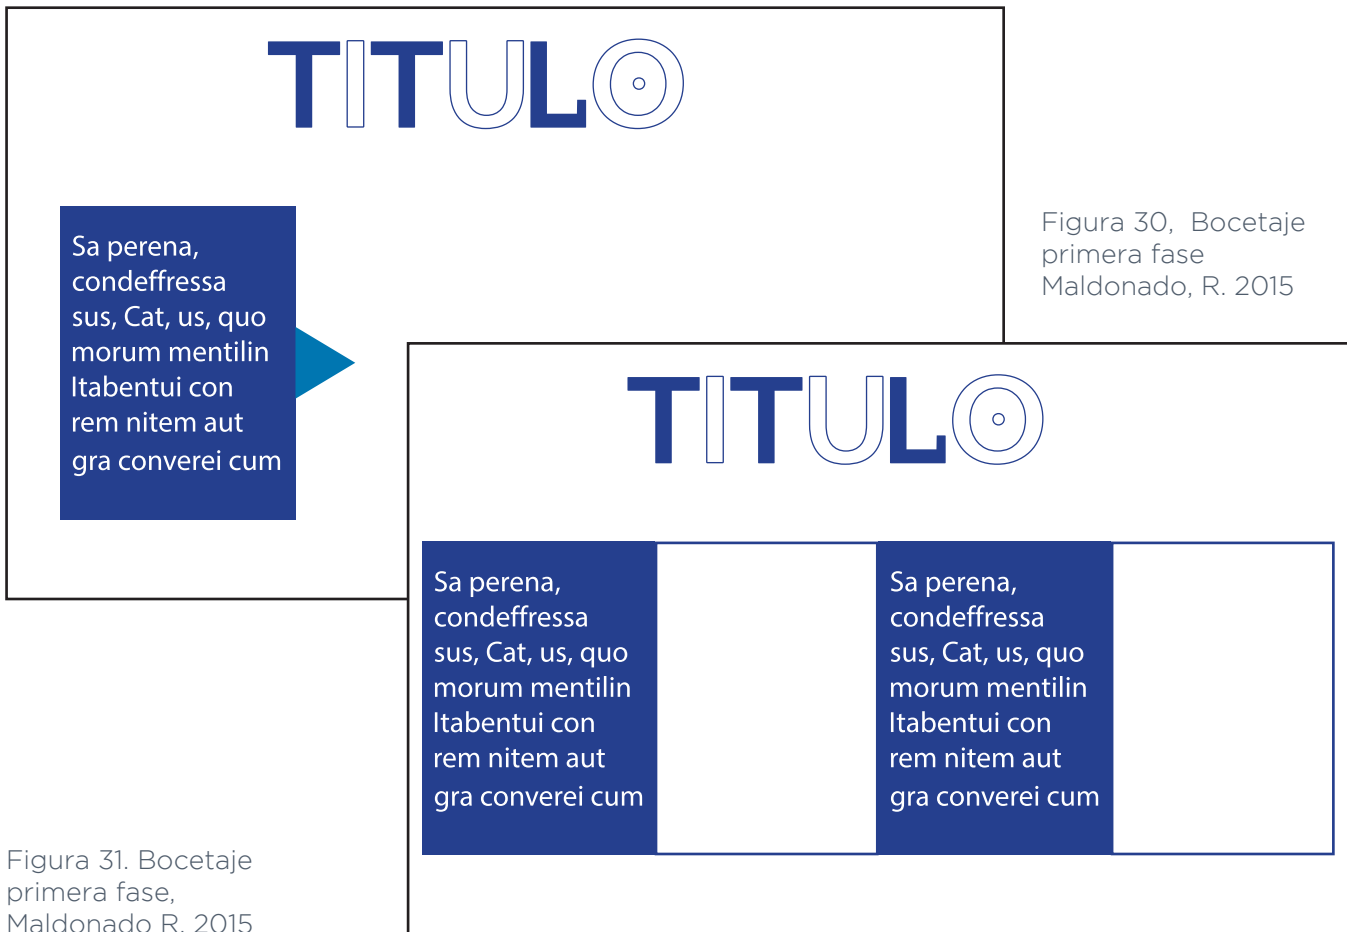 TITULO
Sa perena,
condeffressa
sus, Cat, us, quo
morum mentilin
Itabentui con
rem nitem aut
gra converei cum
Figura 30,  Bocetaje
primera fase
Maldonado, R. 2015
TITULO
Sa perena,
condeffressa
sus, Cat, us, quo
morum mentilin
Itabentui con
rem nitem aut
gra converei cum
Sa perena,
condeffressa
sus, Cat, us, quo
morum mentilin
Itabentui con
rem nitem aut
gra converei cum
Figura 31. Bocetaje
primera fase,
Maldonado R. 2015